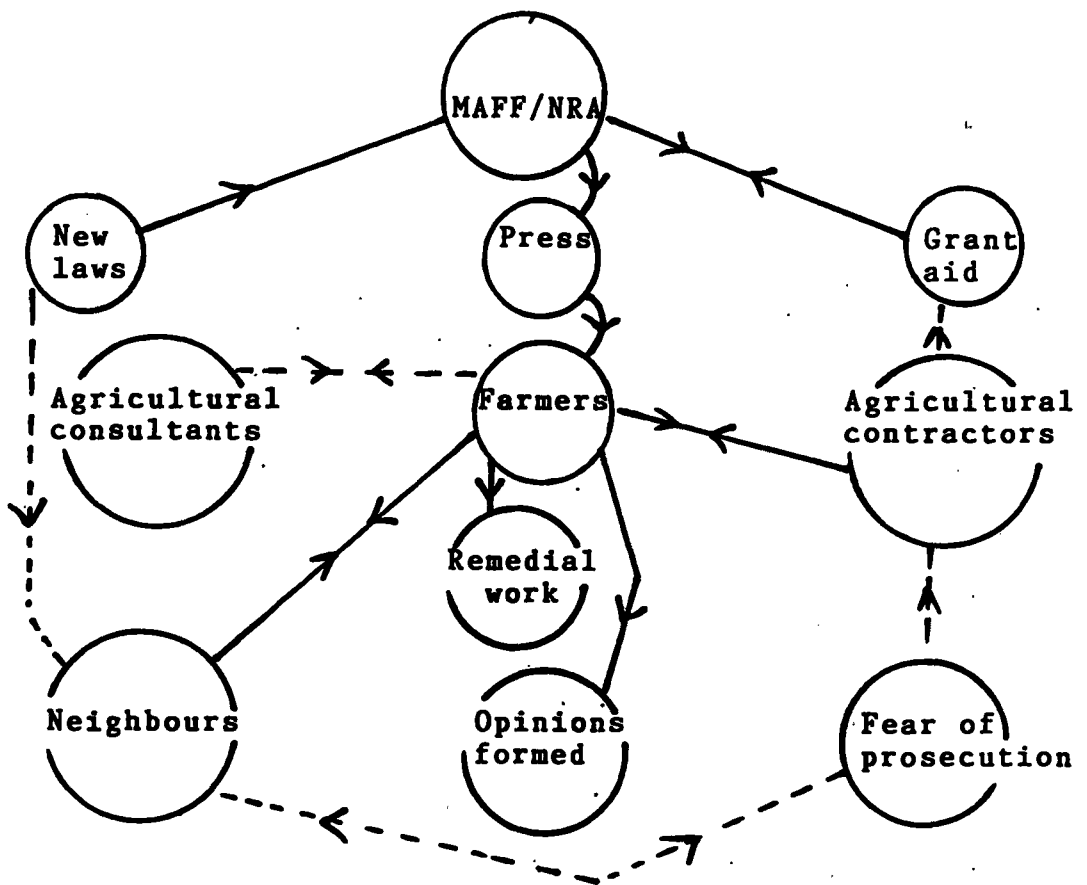 MAFF/NRA
New
laws
Press
Grant
aid
Agricultural
consultants
Farmers
Agricultural
contractors
Remedial
work
Neighbours
Opinions
formed
Fear of
prosecution